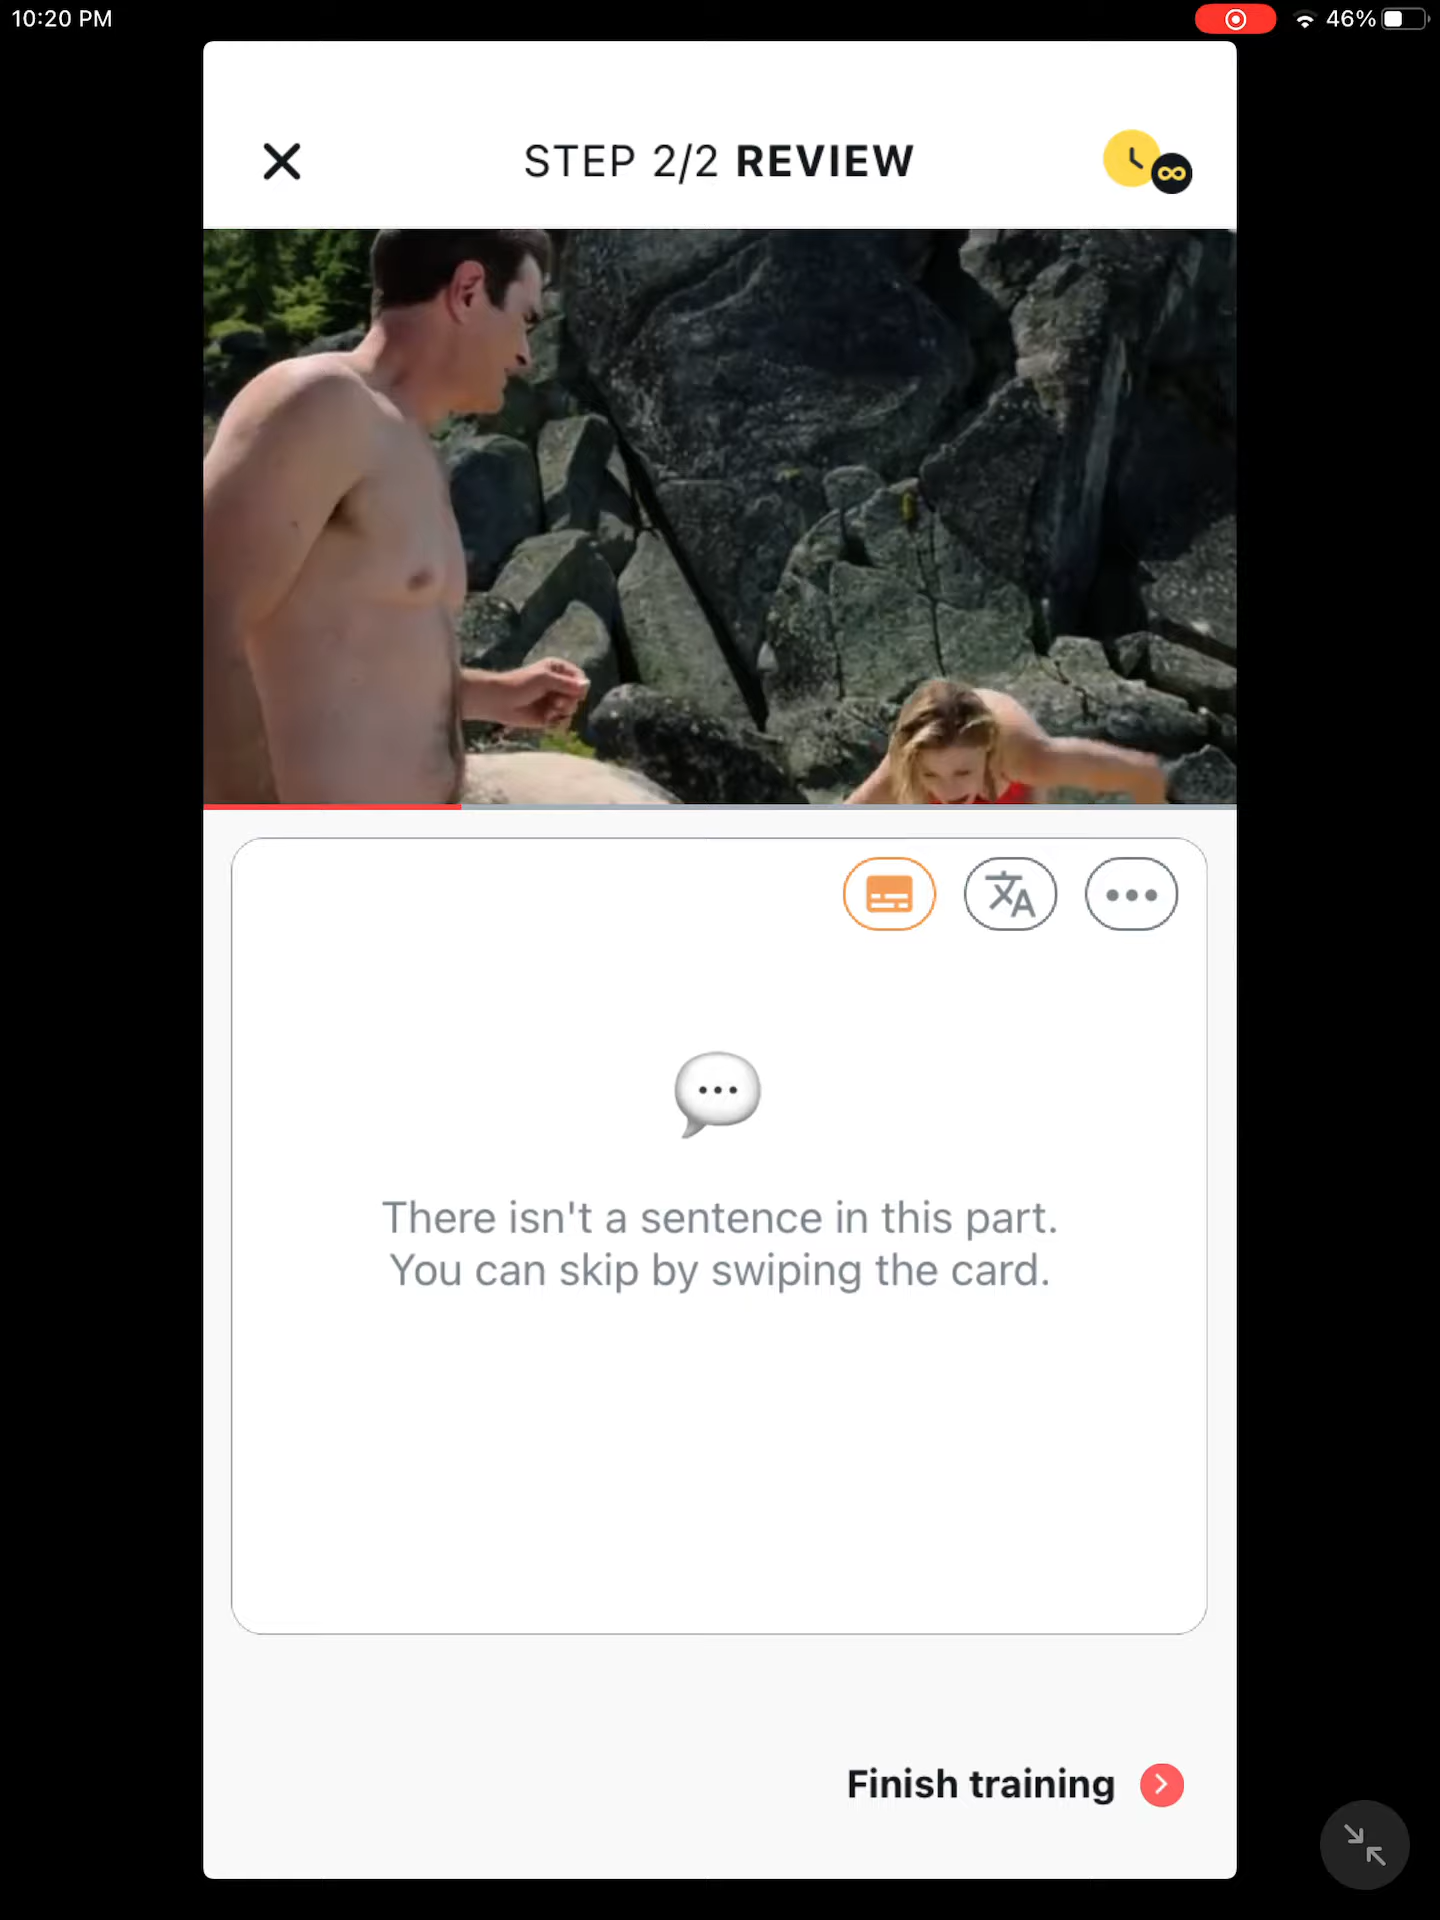 10:20 PM
46%
STEP 2/2 REVIEW
There isn't a sentence in this part.
You can skip by swiping the card.
Finish training